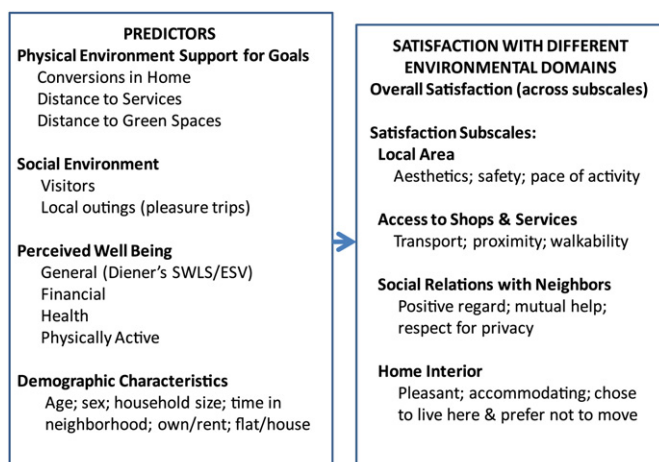 PREDICTORS
Physical Environment Support for Goals
Conversions in Home
Distance to Services
Distance to Green Spaces
Social Environment
Visitors
Local outings (pleasure trips)
Perceived Well Being
General (Diener's SWLS/ESV)
Financial
Health
Physically Active
Demographic Characteristics
Age; sex; household size; time in
neighborhood; own/rent; flat/house
SATISFACTION WITH DIFFERENT
ENVIRONMENTAL DOMAINS
Overall Satisfaction (across subscales)
Satisfaction Subscales:
Local Area
Aesthetics; safety; pace of activity
Access to Shops & Services
Transport; proximity; walkability
Social Relations with Neighbors
Positive regard; mutual help;
respect for privacy
Home Interior
Pleasant; accommodating; chose
to live here & prefer not to move